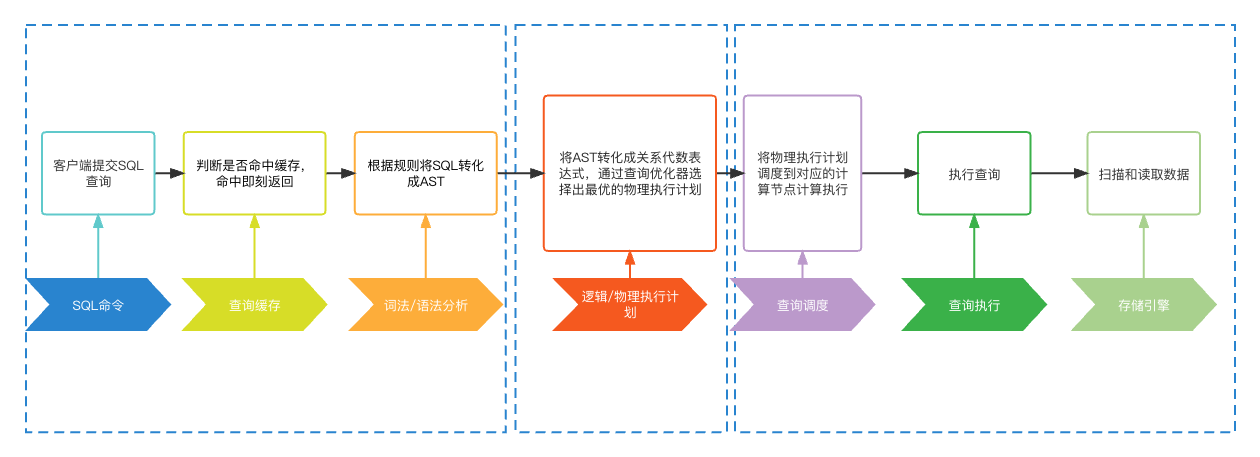 客户端提交SQL
查询
判断是否命中缓存，
命中即刻返回
根据规则将SQL转化
成AST
将AST转化成关系代数表
达式，通过查询优化器选
择出最优的物理执行计划
将物理执行计划
调度到对应的计
算节点计算执行
执行查询
扫描和读取数据
SQL命令
查询缓存
词法/语法分析
逻辑/物理执行计
划
查询调度
查询执行
存储引擎